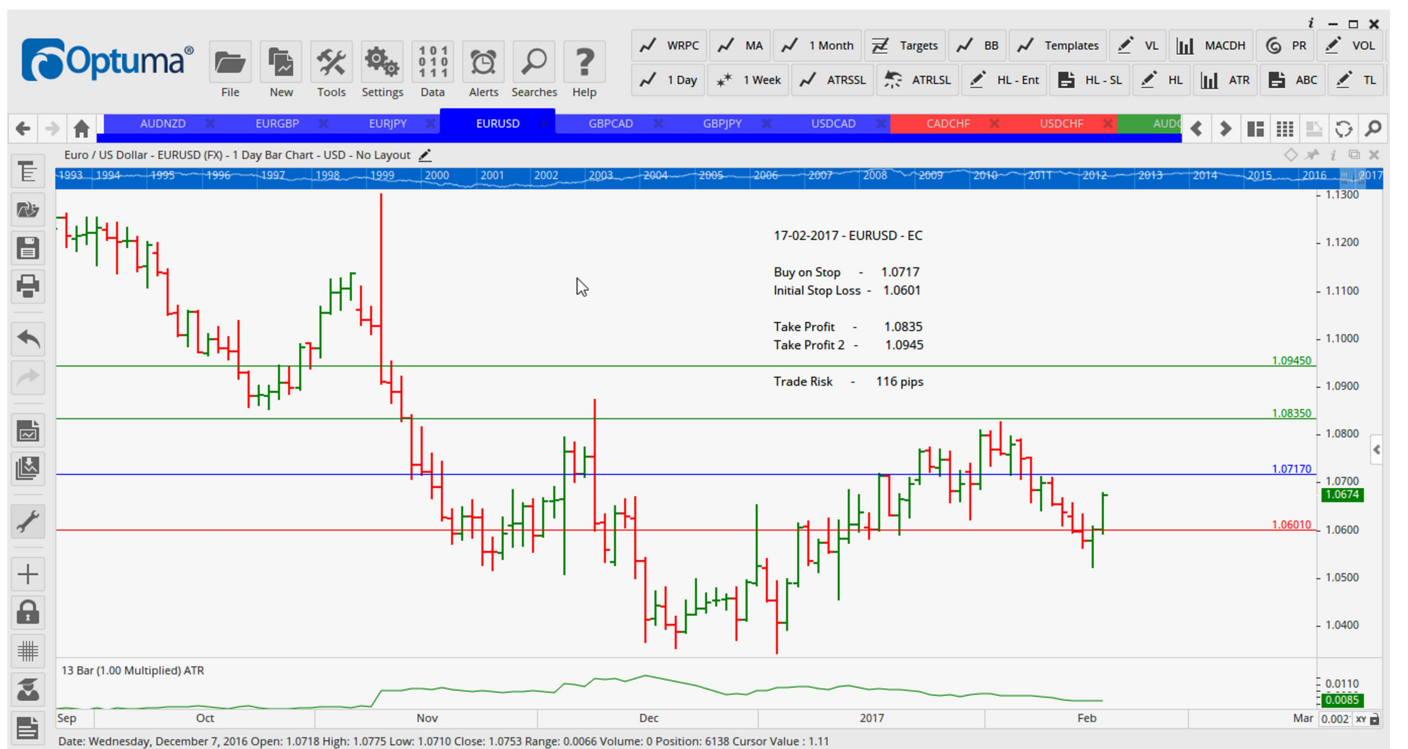 i
Optuma®
File New Tools Settings Data Alerts Searches Help
WRPC MA 1 Month Targets BB Templates VL MACDH PR VOL
1 Day 1 Week ATRSSL ATRLSL HL - Ent HL - SL HL ATR ABC TL
101
010
111
AUDNZD EURGBP EURJPY EURUSD GBPCAD GBPJPY USDCAD CADCHF USDCHF
Euro / US Dollar - EURUSD (FX) - 1 Day Bar Chart - USD - No Layout
1993 1994 1995 1996 1997 1998 1999 2000 2001 2002 2003 2004 2005 2006 2007 2008 2009 2010 2011 2012 2013 2014 2015 2016 2017
1.1300
17-02-2017 - EURUSD - EC
1.1200
Buy on Stop - 1.0717
Initial Stop Loss - 1.0601
1.1100
Take Profit - 1.0835
1.1000
Take Profit 2 - 1.0945
1.09450
Trade Risk - 116 pips
1.0900
1.08350
1.0800
1.07170
1.0700
1.0674
1.06010
1.0600
1.0500
1.0400
13 Bar (1.00 Multiplied) ATR
0.0110
0.0085
Sep Oct Nov Dec 2017 Feb Mar 0.002 XY
Date: Wednesday, December 7, 2016 Open: 1.0718 High: 1.0775 Low: 1.0710 Close: 1.0753 Range: 0.0066 Volume: 0 Position: 6138 Cursor Value : 1.11